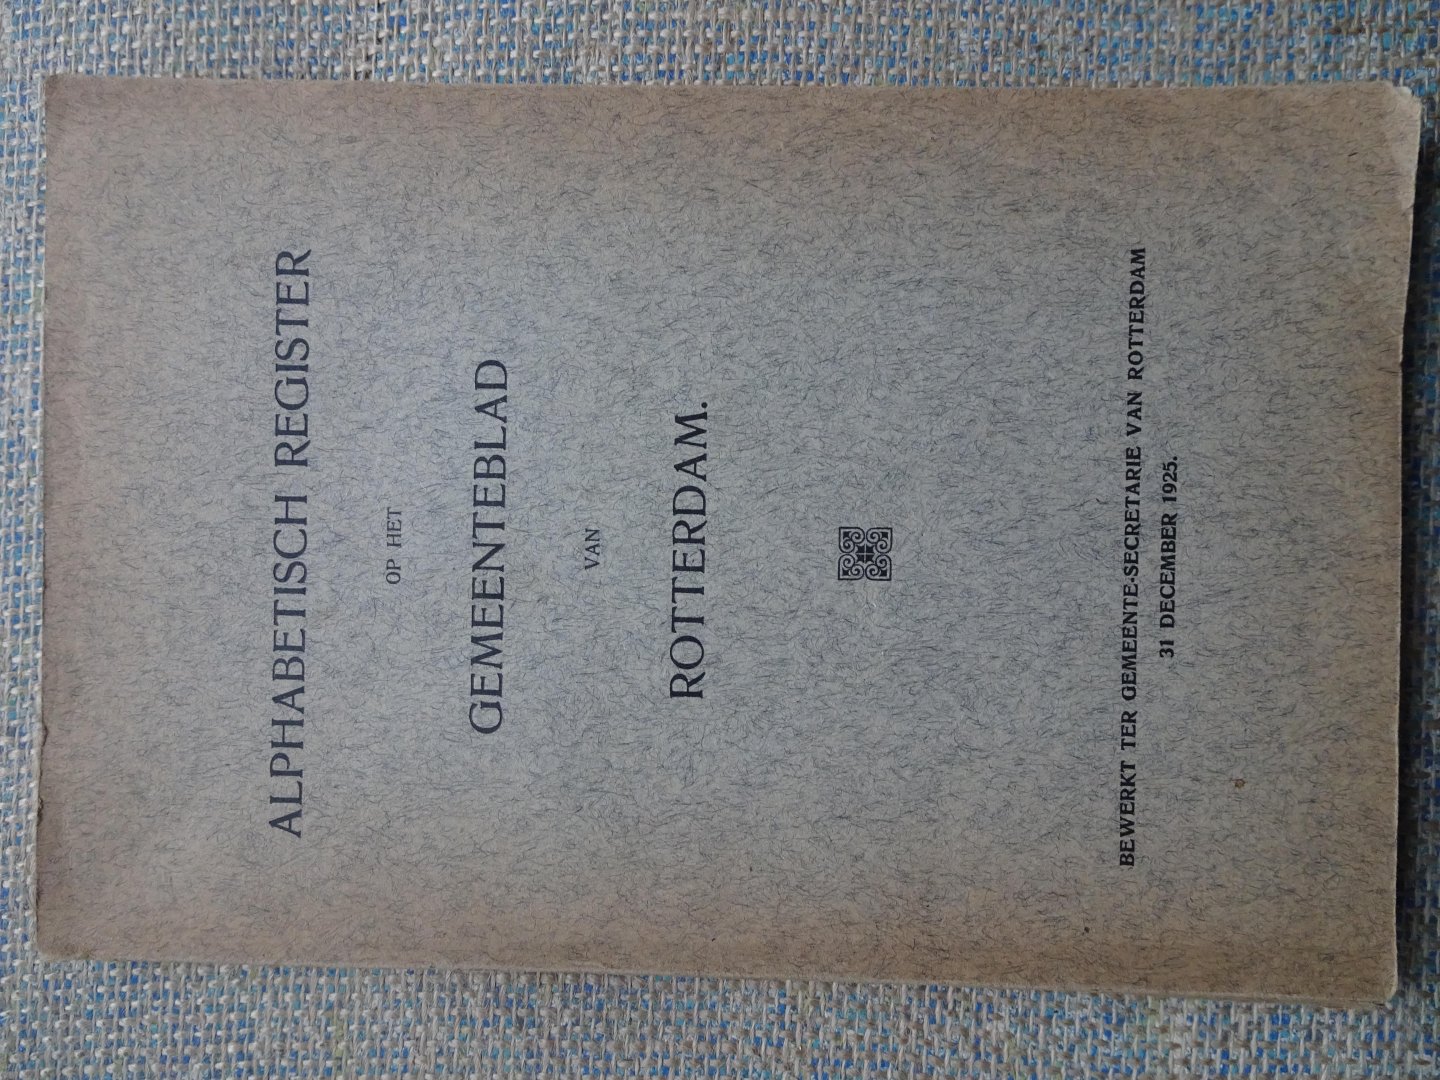 ALPHABETISCH REGISTER
OP HET
GEMEENTEBLAD
VAN
ROTTERDAM.
BEWERKT TER GEMEENTE-SECRETARIE VAN ROTTERDAM
31 DECEMBER 1925.